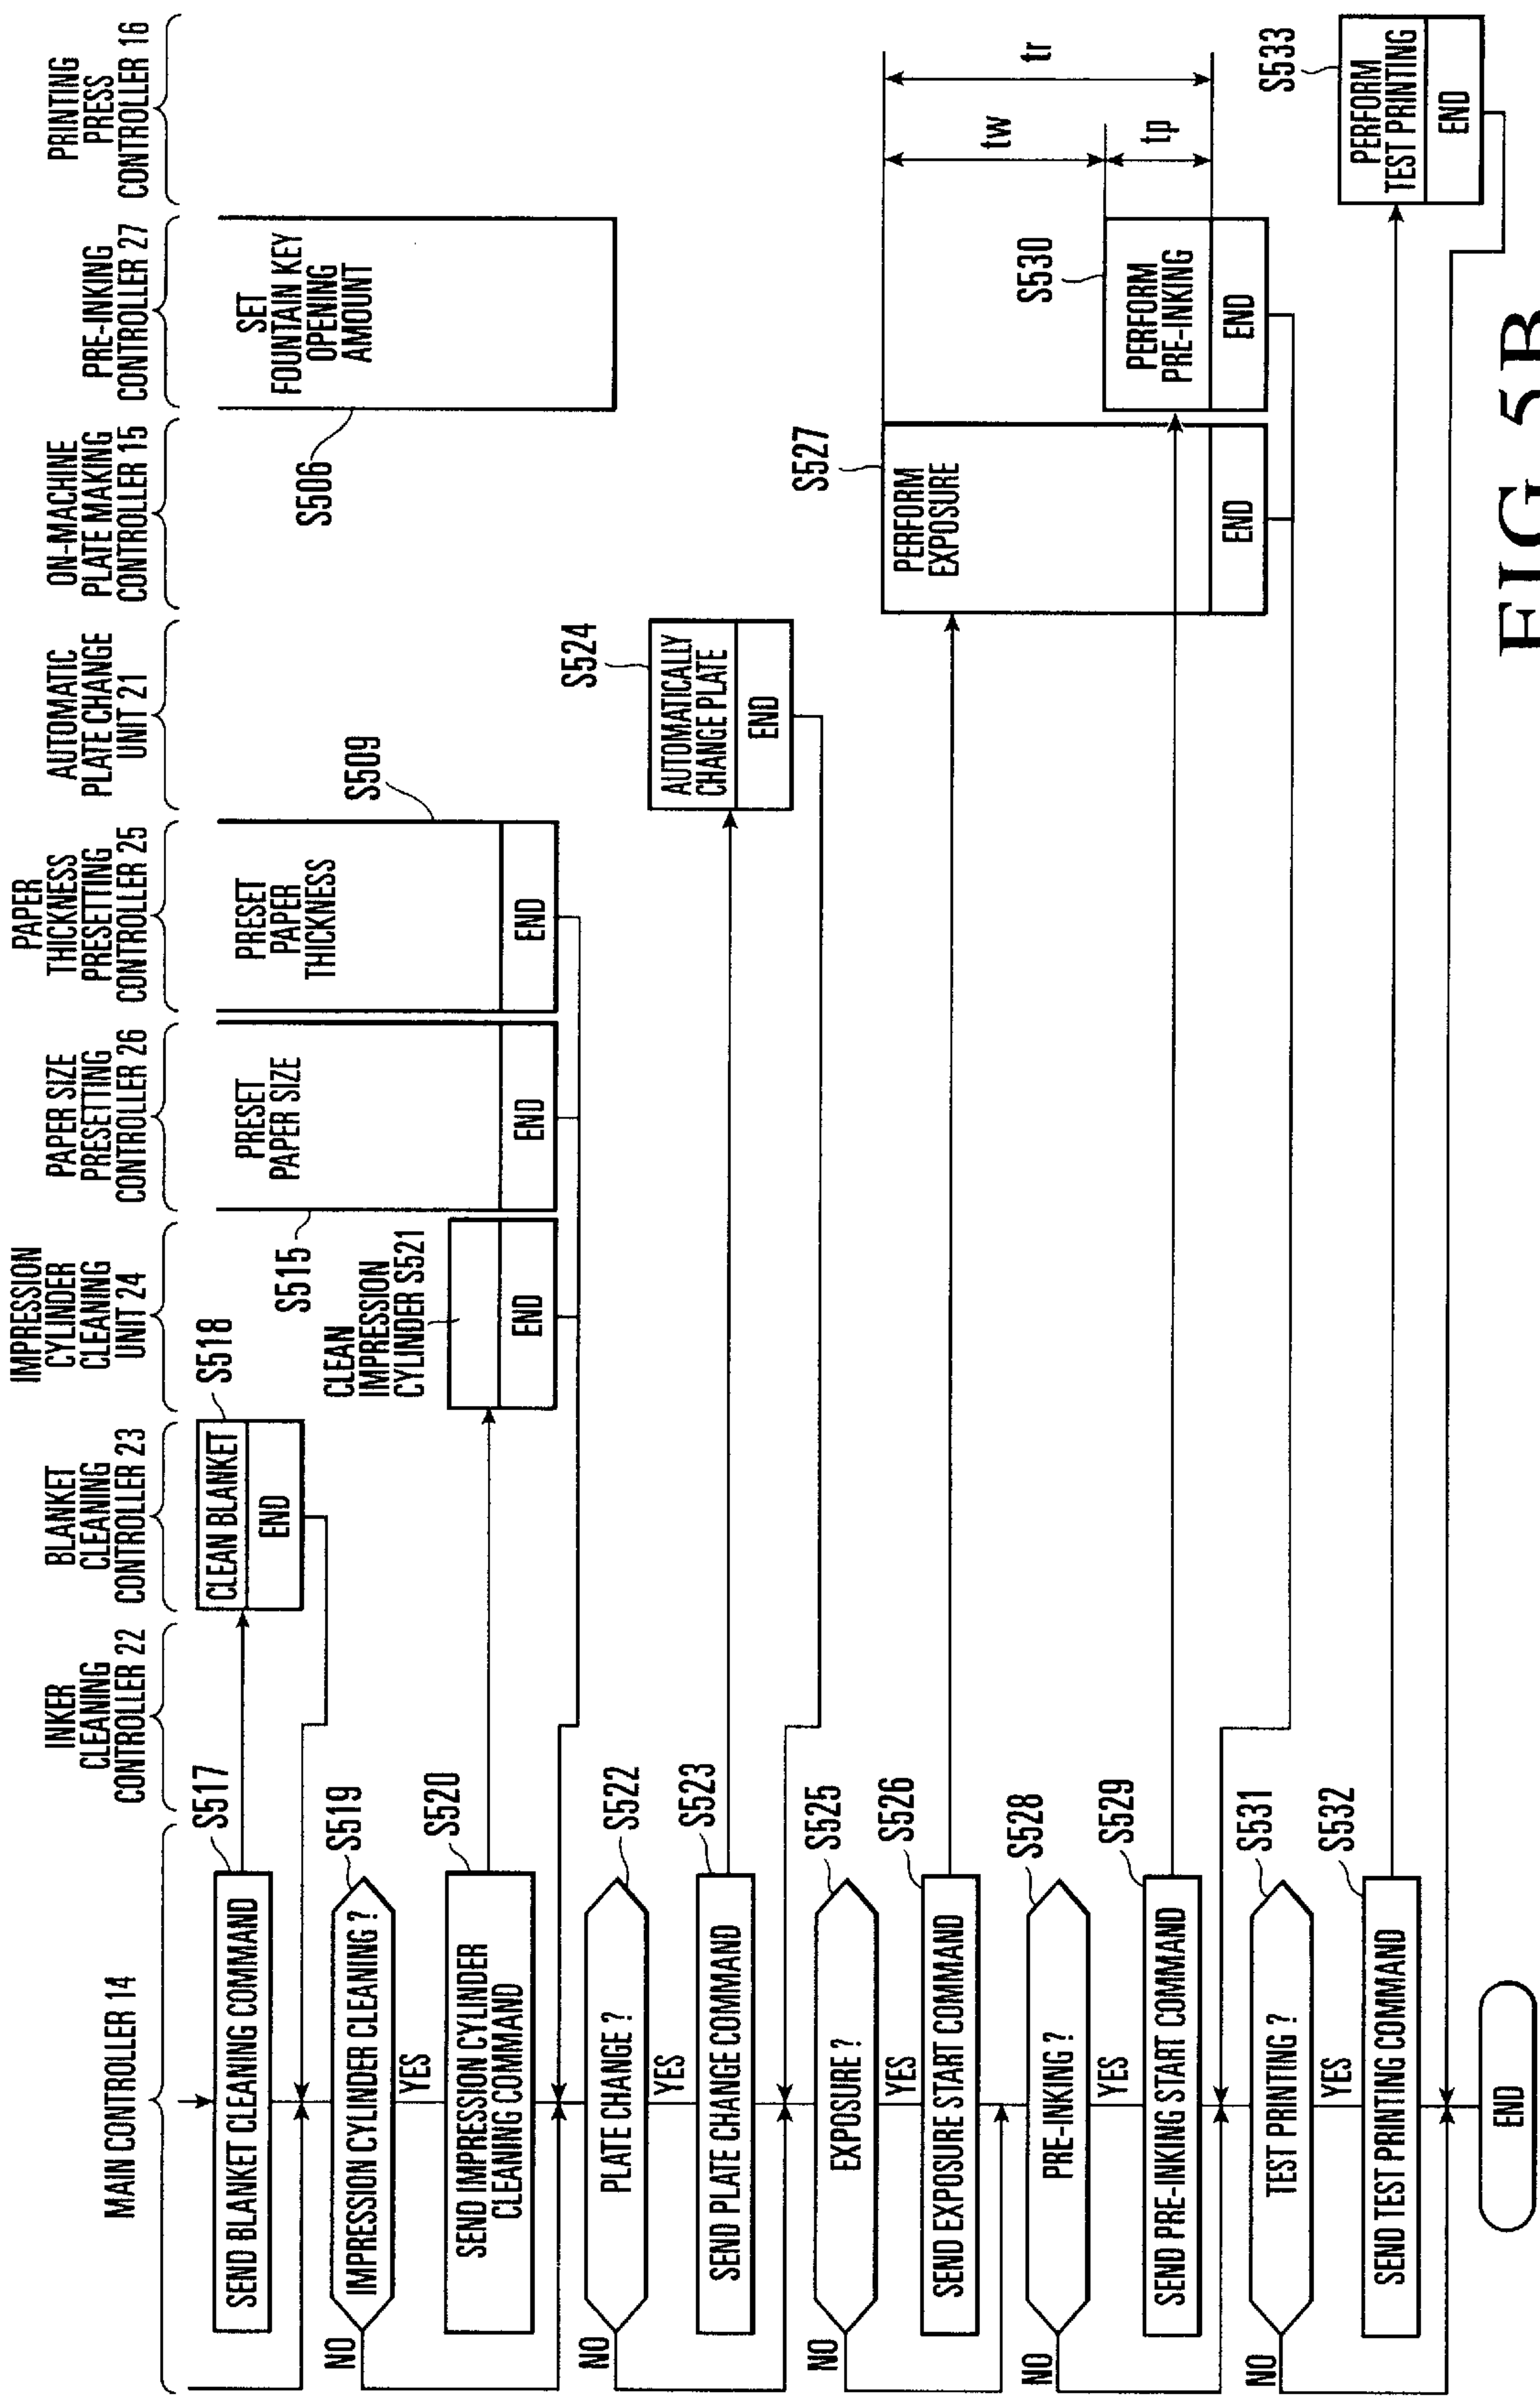 MAIN CONTROLLER 14
INKER
CLEANING
CONTROLLER 22
BLANKET
CLEANING
CONTROLLER 23
IMPRESSION
CYLINDER
CLEANING
UNIT 24
PAPER SIZE
PRESETTING
CONTROLLER 26
PAPER
THICKNESS
PRESETTING
CONTROLLER 25
AUTOMATIC
PLATE CHANGE
UNIT 21
ON-MACHINE
PLATE MAKING
CONTROLLER 15
PRE-INKING
CONTROLLER 27
PRINTING
PRESS
CONTROLLER 16
SEND BLANKET CLEANING COMMAND
S517
CLEAN BLANKET
END
S518
S515
PRESET
PAPER SIZE
END
PRESET
PAPER
THICKNESS
END
S509
S506
SET
FOUNTAIN KEY
OPENING
AMOUNT
IMPRESSION CYLINDER CLEANING ?
S519
NO
YES
SEND IMPRESSION CYLINDER
CLEANING COMMAND
S520
CLEAN
IMPRESSION
CYLINDER S521
END
PLATE CHANGE ?
S522
NO
YES
SEND PLATE CHANGE COMMAND
S523
AUTOMATICALLY
CHANGE PLATE
END
S524
EXPOSURE ?
S525
NO
YES
SEND EXPOSURE START COMMAND
S526
PERFORM
EXPOSURE
END
S527
PRE-INKING ?
S528
NO
YES
SEND PRE-INKING START COMMAND
S529
PERFORM
PRE-INKING
END
S530
tw
tp
tr
TEST PRINTING ?
S531
NO
YES
SEND TEST PRINTING COMMAND
S532
PERFORM
TEST PRINTING
END
S533
END
FIG. 5B